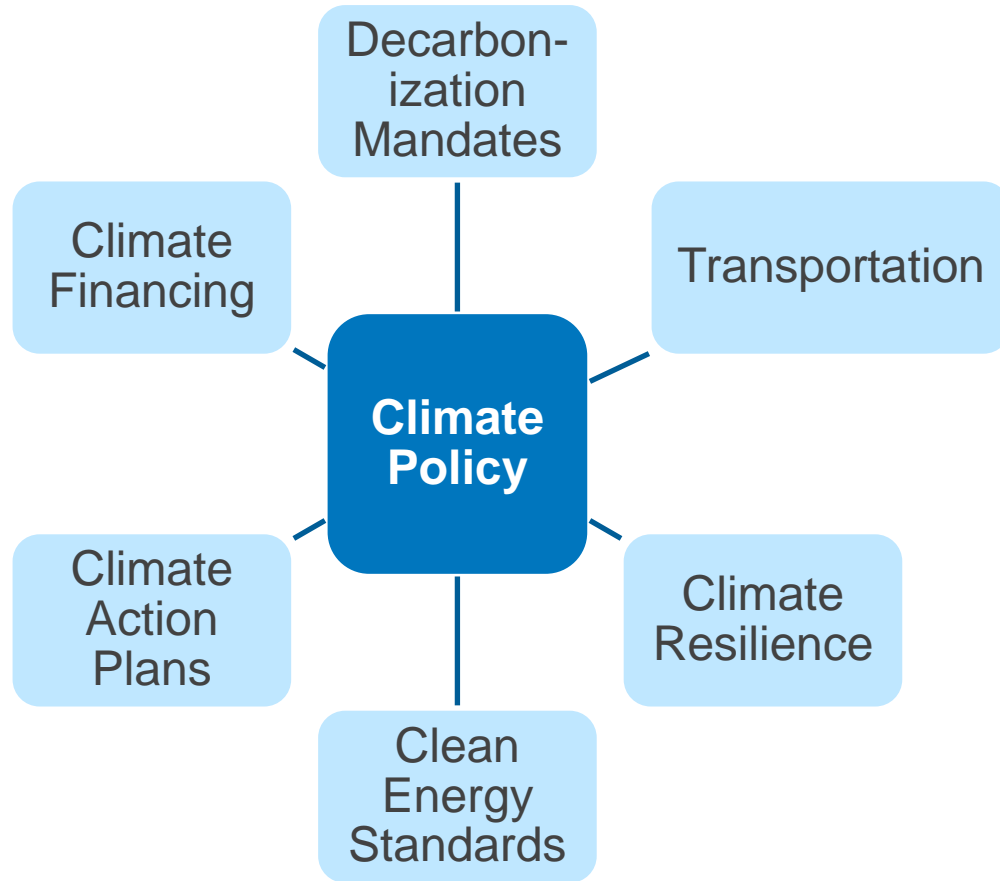 Decarbon-
ization
Mandates
Climate
Financing
Transportation
Climate
Policy
Climate
Action
Plans
Climate
Resilience
Clean
Energy
Standards